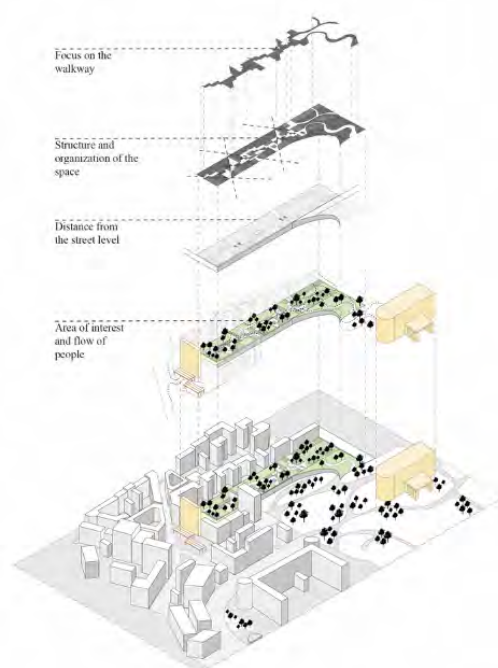 Focus on the
walkway
Structure and
organization of the
space
Distance from
the street level
Area of interest
and flow of
people